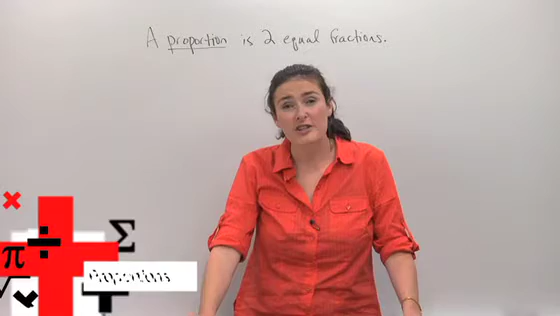 A proportion is 2 equal fractions.
π ÷ Σ
Proportions